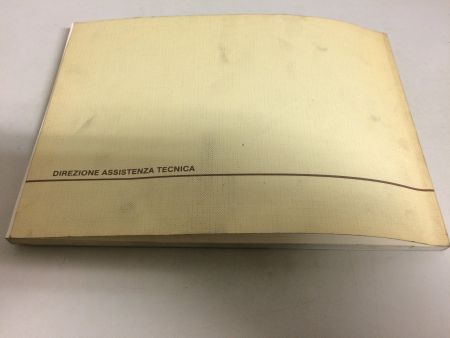 DIREZIONE ASSISTENZA TECNICA